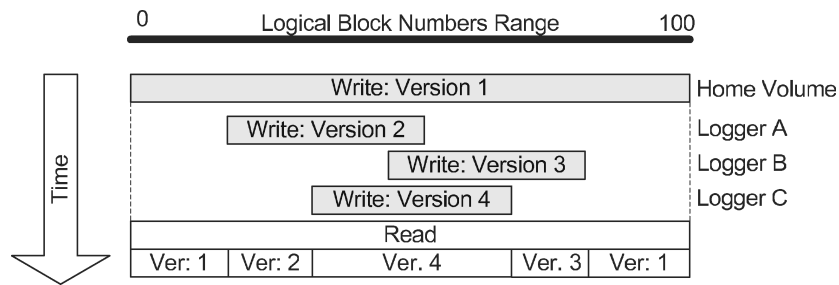 0 Logical Block Numbers Range 100
Write: Version 1 Home Volume
Write: Version 2 Logger A
Write: Version 3 Logger B
Write: Version 4 Logger C
Time
Read
Ver: 1 Ver: 2 Ver. 4 Ver. 3 Ver: 1